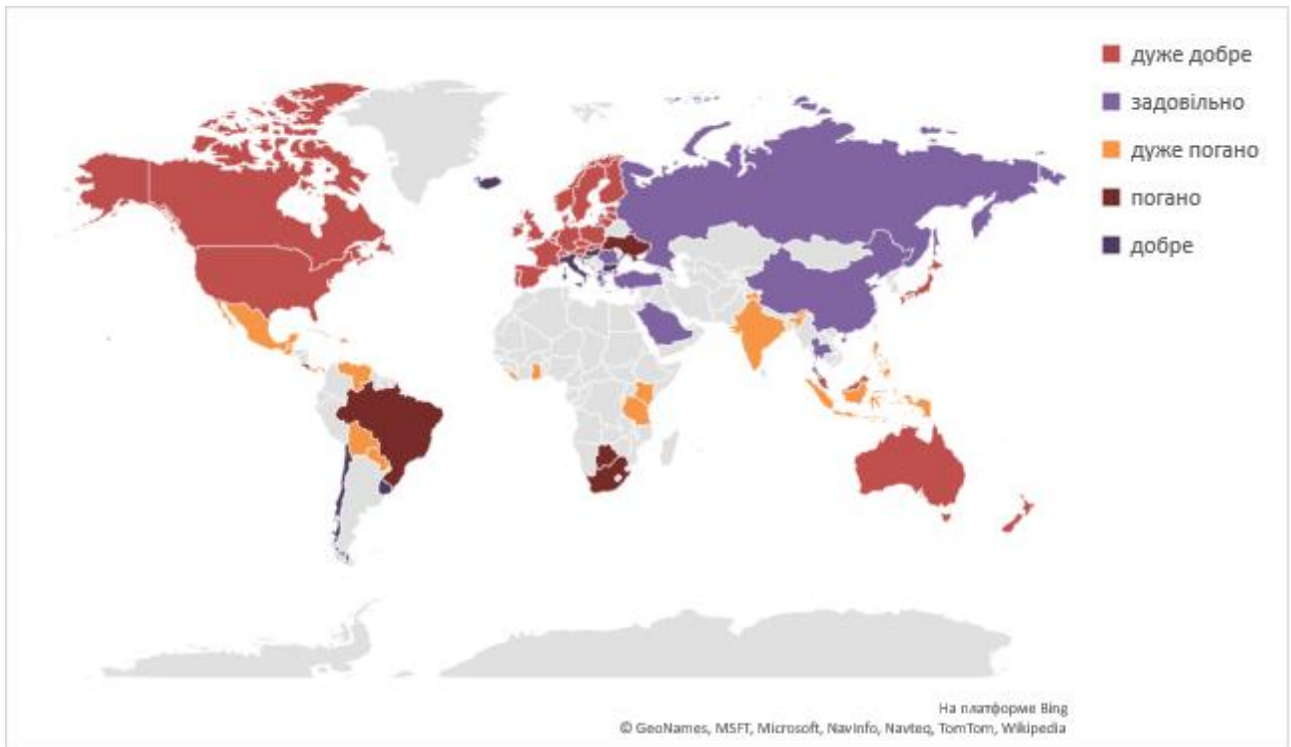 дуже добре
задовільно
дуже погано
погано
добре
На платформе Bing
© GeoNames, MSFT, Microsoft, NavInfo, Navteq, TomTom, Wikipedia